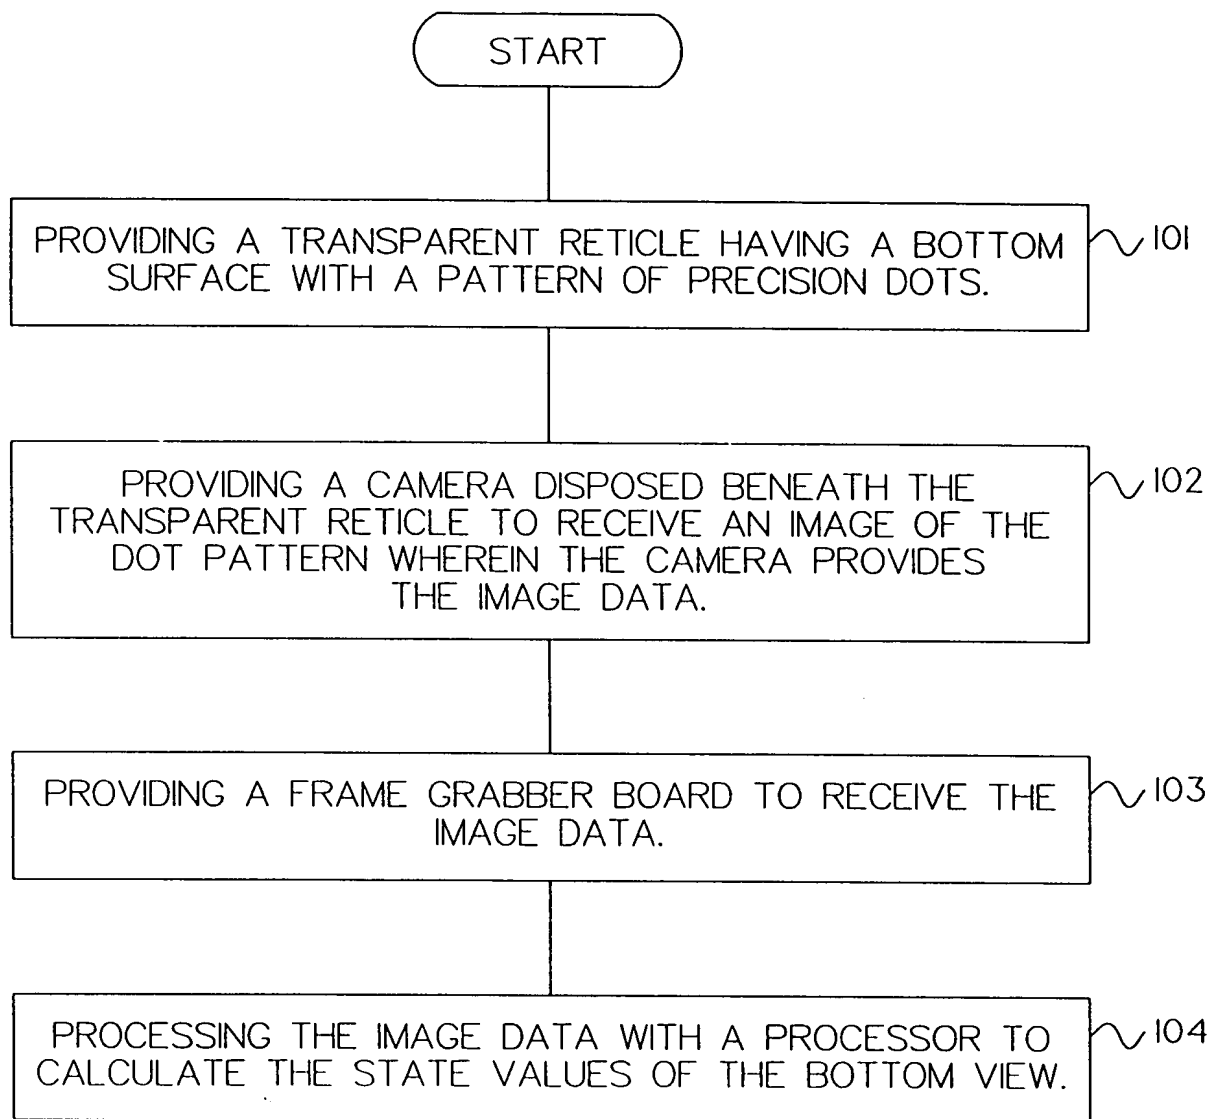 START
PROVIDING A TRANSPARENT RETICLE HAVING A BOTTOM
SURFACE WITH A PATTERN OF PRECISION DOTS.
101
PROVIDING A CAMERA DISPOSED BENEATH THE
TRANSPARENT RETICLE TO RECEIVE AN IMAGE OF THE
DOT PATTERN WHEREIN THE CAMERA PROVIDES
THE IMAGE DATA.
102
PROVIDING A FRAME GRABBER BOARD TO RECEIVE THE
IMAGE DATA.
103
PROCESSING THE IMAGE DATA WITH A PROCESSOR TO
CALCULATE THE STATE VALUES OF THE BOTTOM VIEW.
104